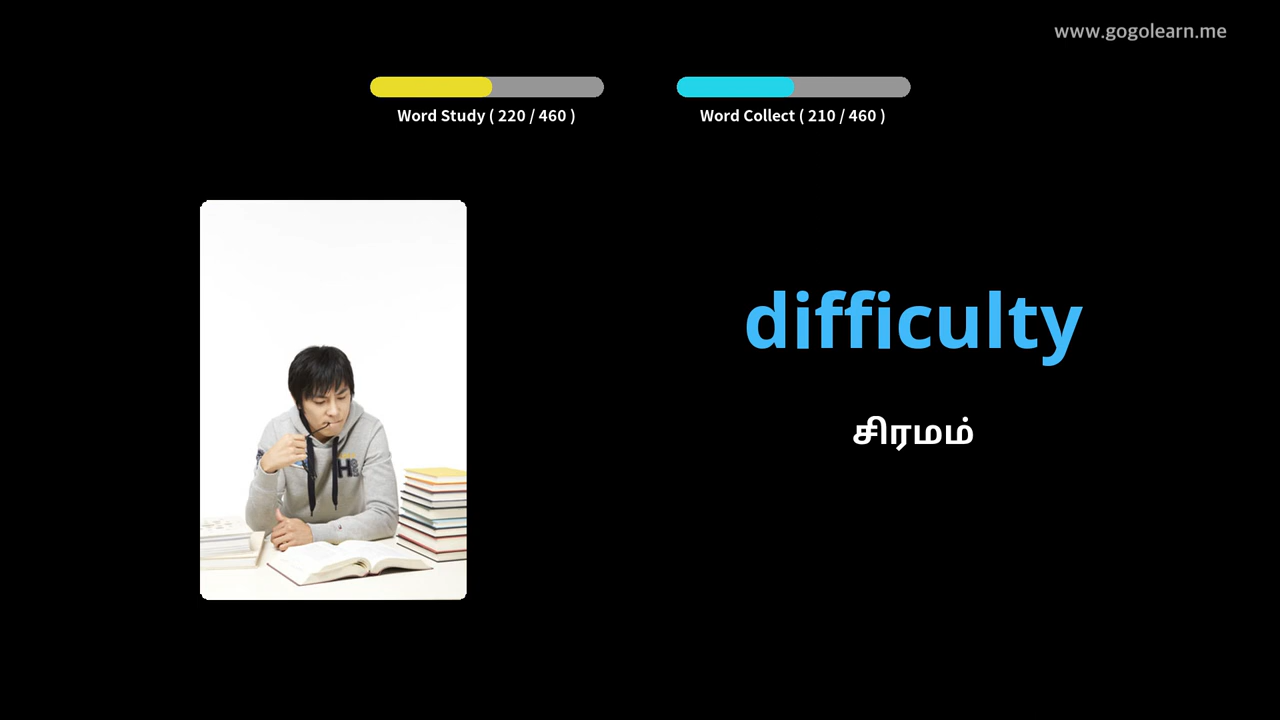 www.gogolearn.me
Word Study ( 220 / 460 )
Word Collect ( 210 / 460 )
difficulty
சிரமம்
H